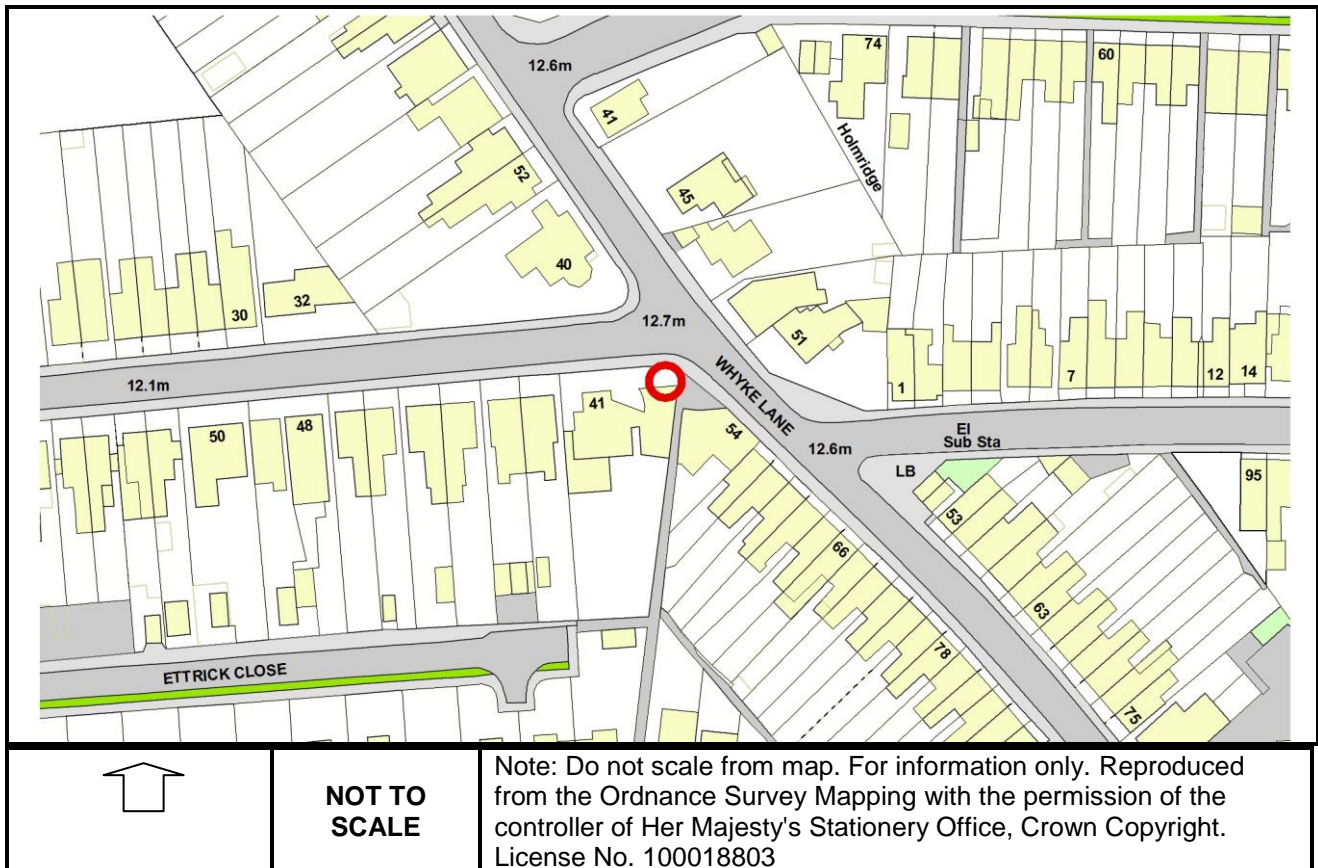 12.6m
74
60
41
Holmridge
52
45
40
32
30
12.7m
51
12.1m
WHYKE LANE
1
7
12
14
41
50
48
54
12.6m
El
Sub Sta
LB
95
53
66
63
78
75
ETTRICK CLOSE
NOT TO
SCALE
Note: Do not scale from map. For information only. Reproduced
from the Ordnance Survey Mapping with the permission of the
controller of Her Majesty's Stationery Office, Crown Copyright.
License No. 100018803